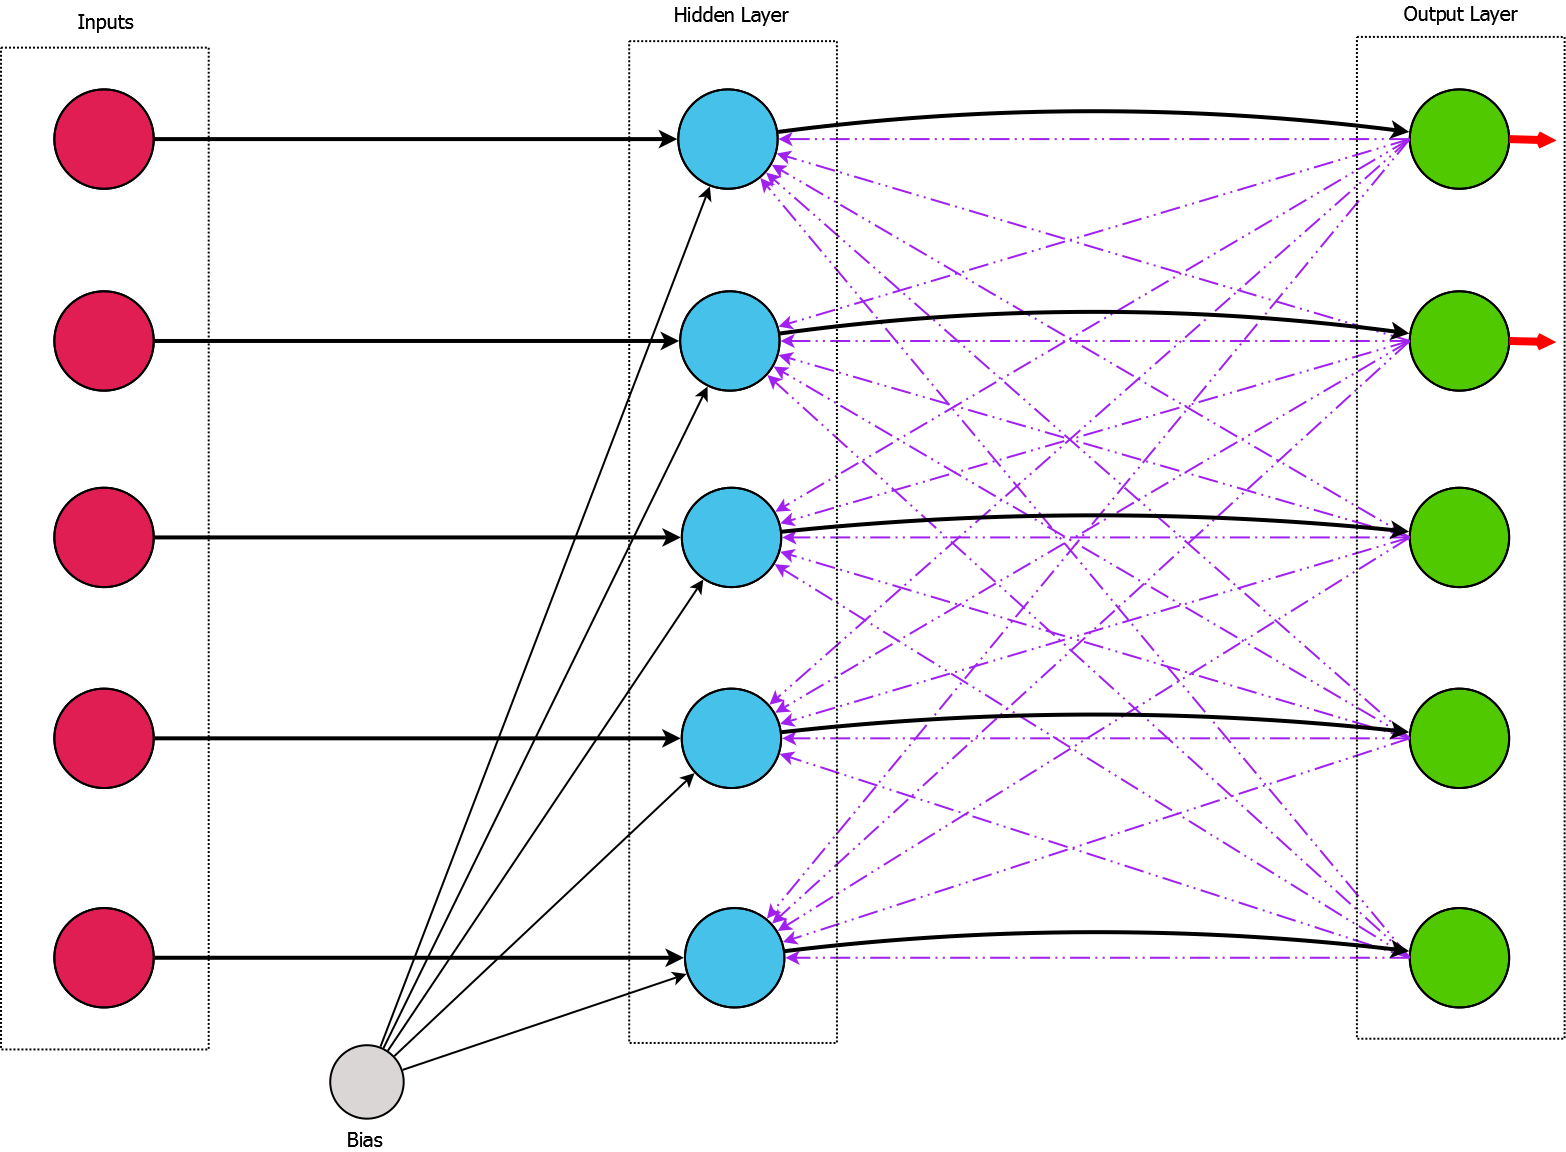 Inputs
Hidden Layer
Output Layer
Bias